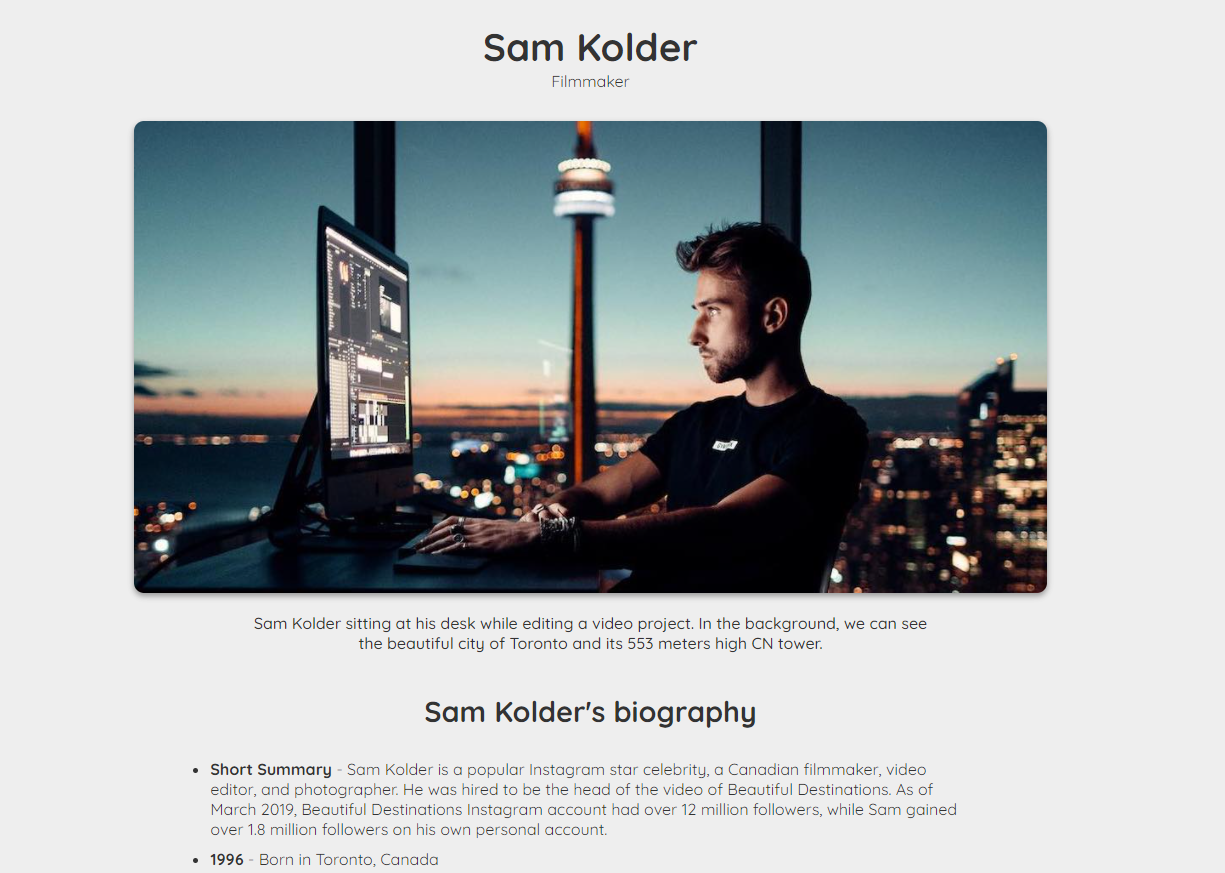 Sam Kolder
Filmmaker
Sam Kolder sitting at his desk while editing a video project. In the background, we can see
the beautiful city of Toronto and its 553 meters high CN tower.
Sam Kolder's biography
• Short Summary - Sam Kolder is a popular Instagram star celebrity, a Canadian filmmaker, video
editor, and photographer. He was hired to be the head of the video of Beautiful Destinations. As of
March 2019, Beautiful Destinations Instagram account had over 12 million followers, while Sam gained
over 1.8 million followers on his own personal account.
• 1996 - Born in Toronto, Canada